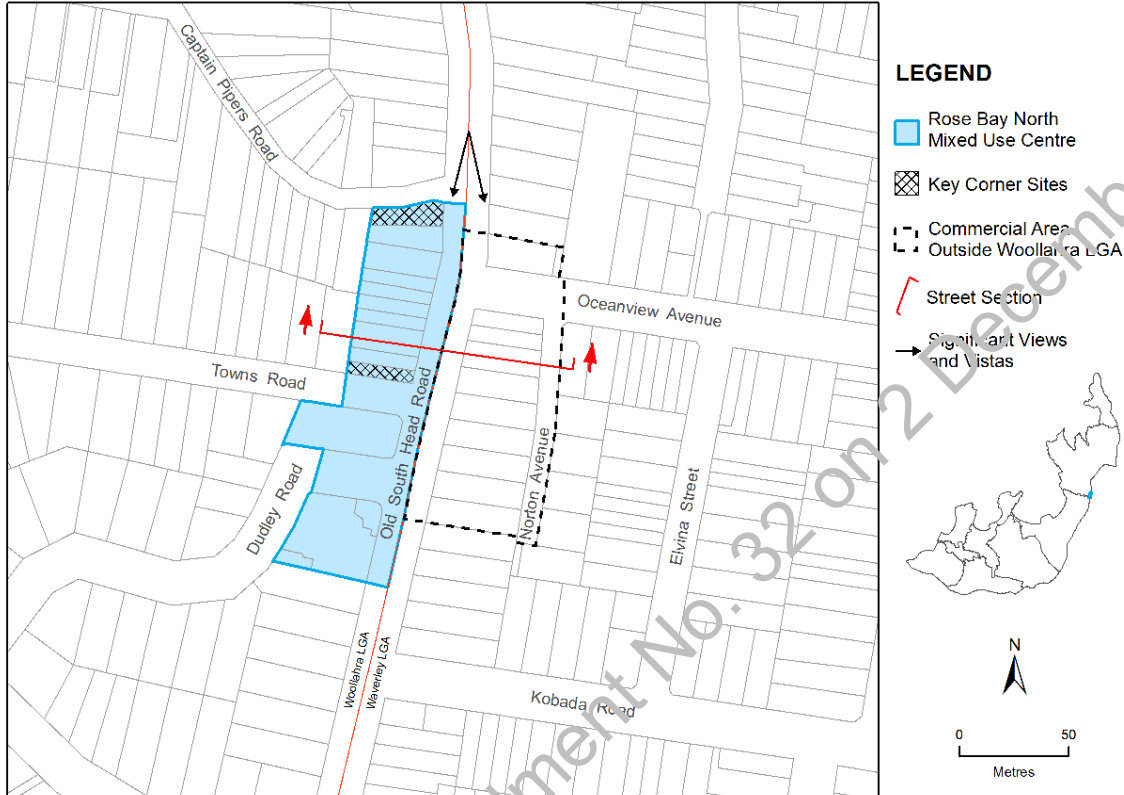 Captain Pipers Road
Oceanview Avenue
Towns Road
Old South Head Road
Norton Avenue
Dudley Road
Elvina Street
Woollahra LGA
Waverley LGA
Kobada Road
LEGEND
Rose Bay North
Mixed Use Centre
Key Corner Sites
Commercial Area
Outside Woollahra LGA
Street Section
Significant Views
and Vistas
N
0 50
Metres
No. 32 on 2